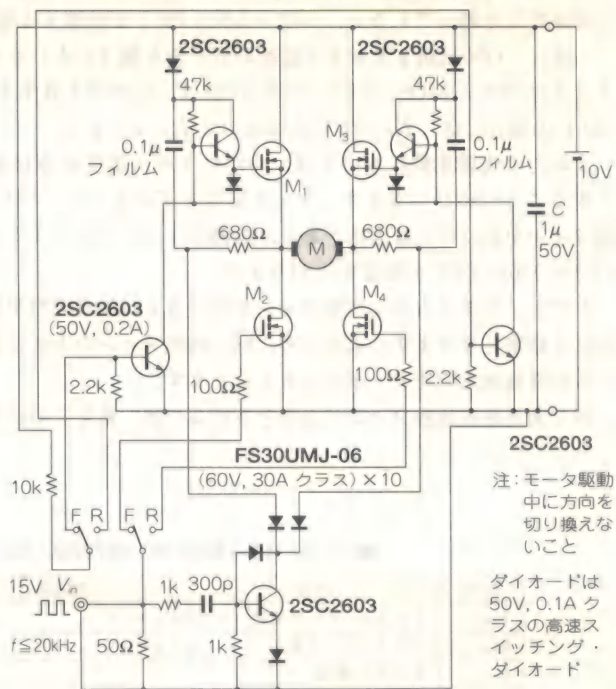 2SC2603
2SC2603
47k
47k
M₃
0.1μ
フィルム
0.1μ
フィルム
M₁
10V
C
1μ
50V
680Ω
M
680Ω
M₂
M₄
2SC2603
(50V, 0.2A)
2.2k
100Ω
100Ω
2.2k
2SC2603
FS30UMJ-06
(60V, 30A クラス)×10
10k
F R
F R
注:モータ駆動
中に方向を
切り換えな
いこと
ダイオードは
50V, 0.1A ク
ラスの高速ス
イッチング・
ダイオード
15V Vin
1k
300p
2SC2603
f≦20kHz
50Ω
1k